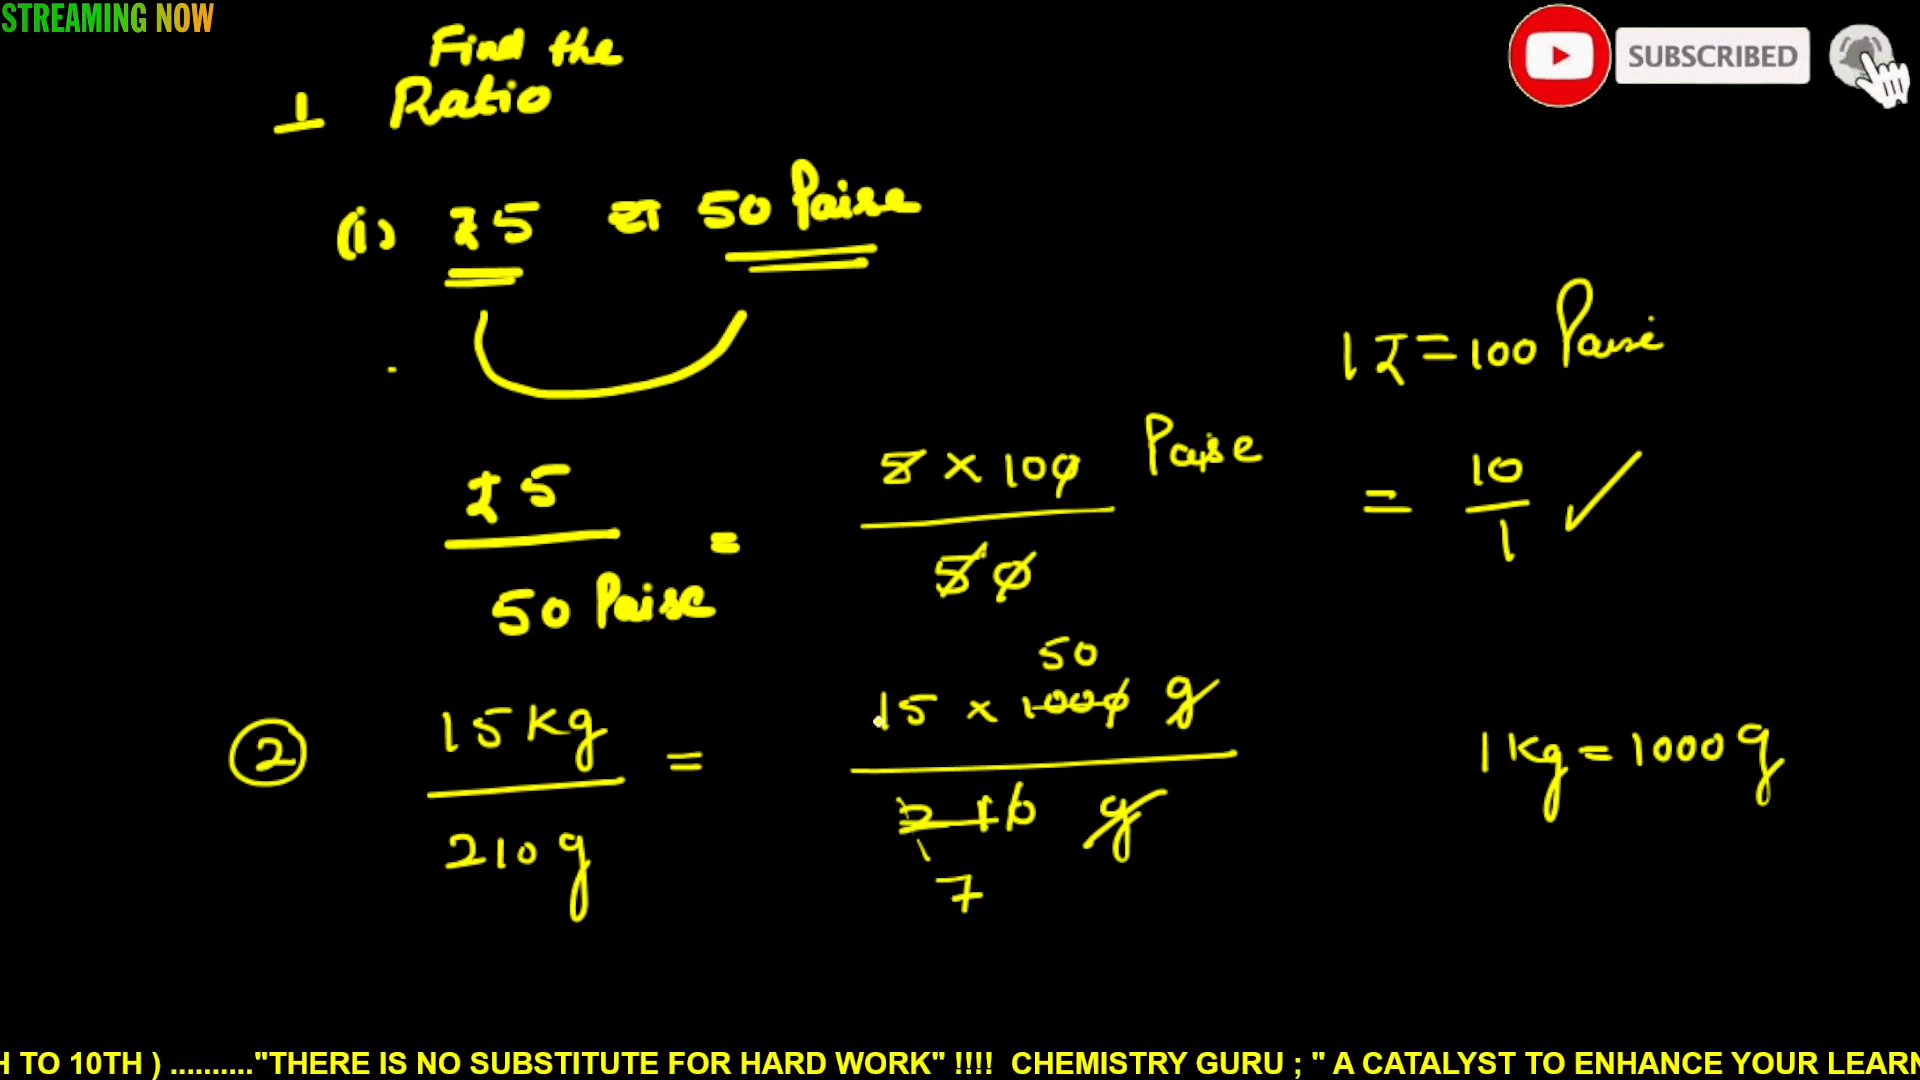 STREAMING NOW
SUBSCRIBED
Find the
1 Ratio
(i) ₹5 का 50 Paise
1₹ = 100 Paise
₹5 / 50 Paise = 5 × 100 Paise / 50 = 10 / 1 ✓
50
② 15 Kg / 210 g = 15 × 1000 g / 210 g
7
1 Kg = 1000 g
H TO 10TH ) .........."THERE IS NO SUBSTITUTE FOR HARD WORK" !!!! CHEMISTRY GURU ; " A CATALYST TO ENHANCE YOUR LEARN